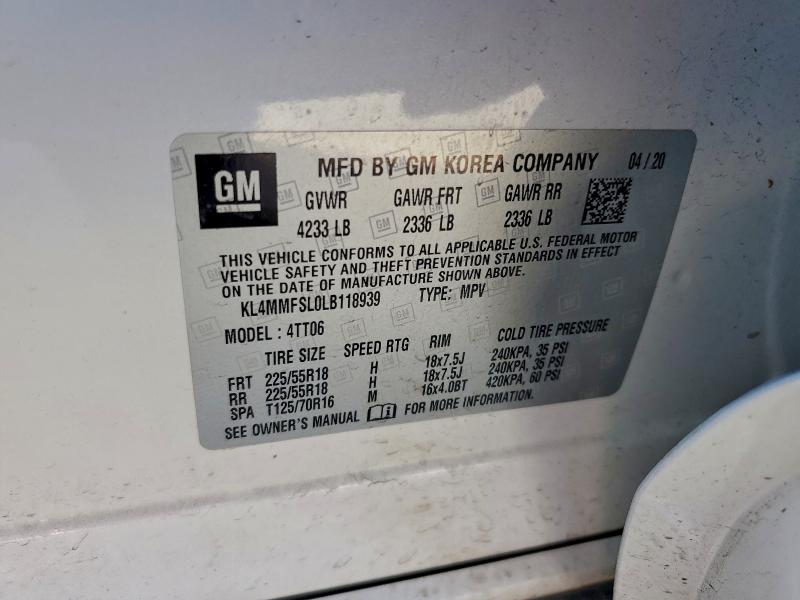 GM MFD BY GM KOREA COMPANY 04 / 20
GVWR GAWR FRT GAWR RR
4233 LB 2336 LB 2336 LB
THIS VEHICLE CONFORMS TO ALL APPLICABLE U.S. FEDERAL MOTOR
VEHICLE SAFETY AND THEFT PREVENTION STANDARDS IN EFFECT
ON THE DATE OF MANUFACTURE SHOWN ABOVE.
KL4MMFSL0LB118939 TYPE: MPV
MODEL : 4TT06
TIRE SIZE SPEED RTG RIM COLD TIRE PRESSURE
FRT 225/55R18 H 18x7.5J 240KPA, 35 PSI
RR 225/55R18 H 18x7.5J 240KPA, 35 PSI
SPA T125/70R16 M 16x4.0BT 420KPA, 60 PSI
SEE OWNER'S MANUAL FOR MORE INFORMATION.